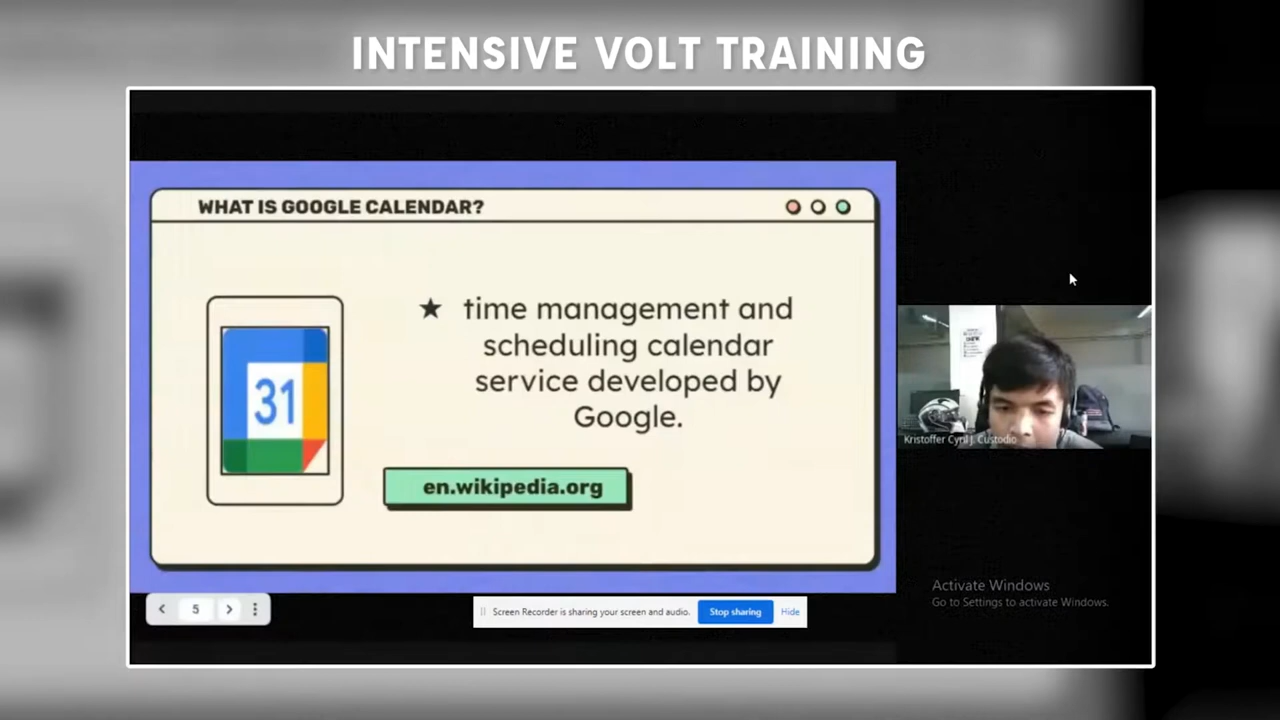 INTENSIVE VOLT TRAINING
WHAT IS GOOGLE CALENDAR?
31
★ time management and
scheduling calendar
service developed by
Google.
en.wikipedia.org
Kristoffer Cyril J. Custodio
Activate Windows
Go to Settings to activate Windows.
5
Screen Recorder is sharing your screen and audio. Stop sharing Hide